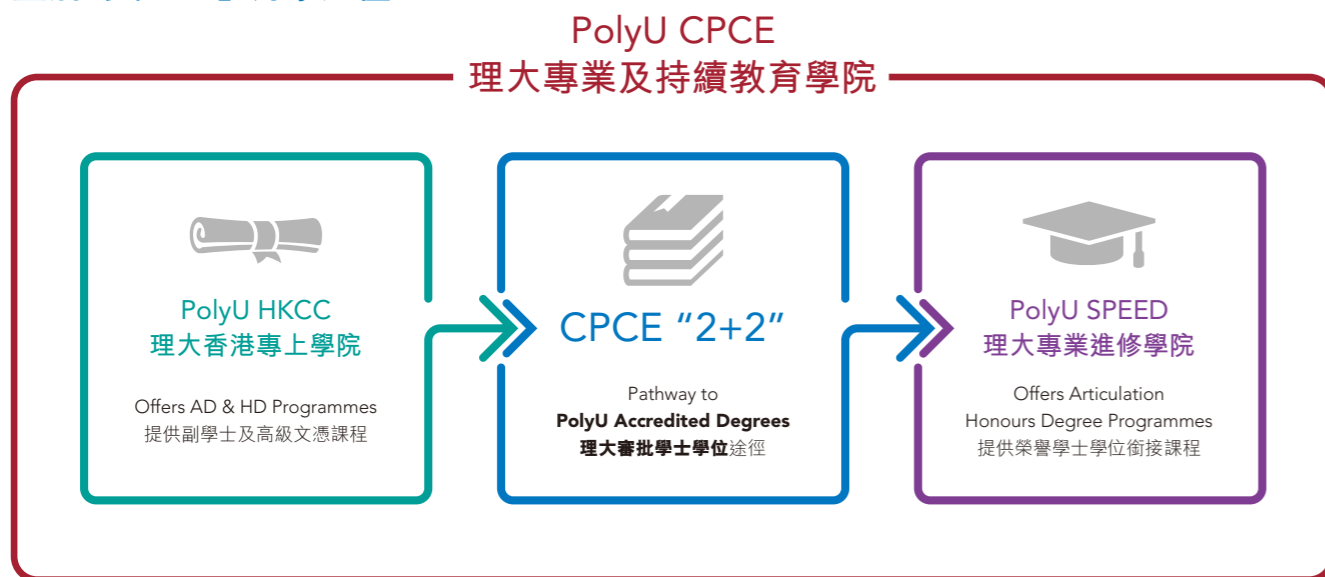 PolyU CPCE
理大專業及持續教育學院
PolyU HKCC
理大香港專上學院
Offers AD & HD Programmes
提供副學士及高級文憑課程
CPCE “2+2”
Pathway to
PolyU Accredited Degrees
理大審批學士學位途徑
PolyU SPEED
理大專業進修學院
Offers Articulation
Honours Degree Programmes
提供榮譽學士學位銜接課程